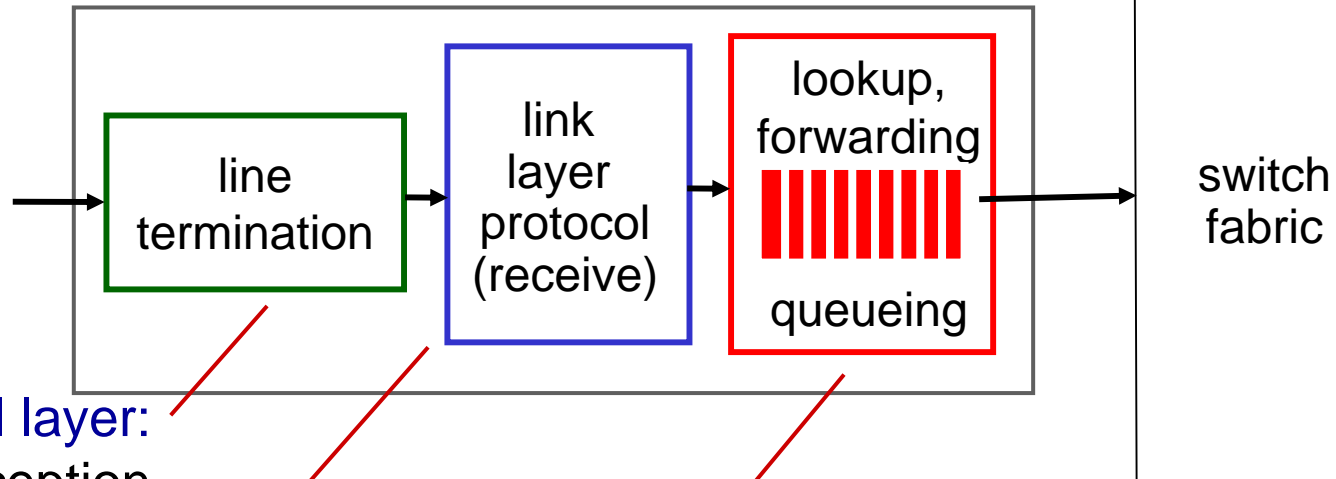 line
termination
link
layer
protocol
(receive)
lookup,
forwarding
queueing
switch
fabric
layer: